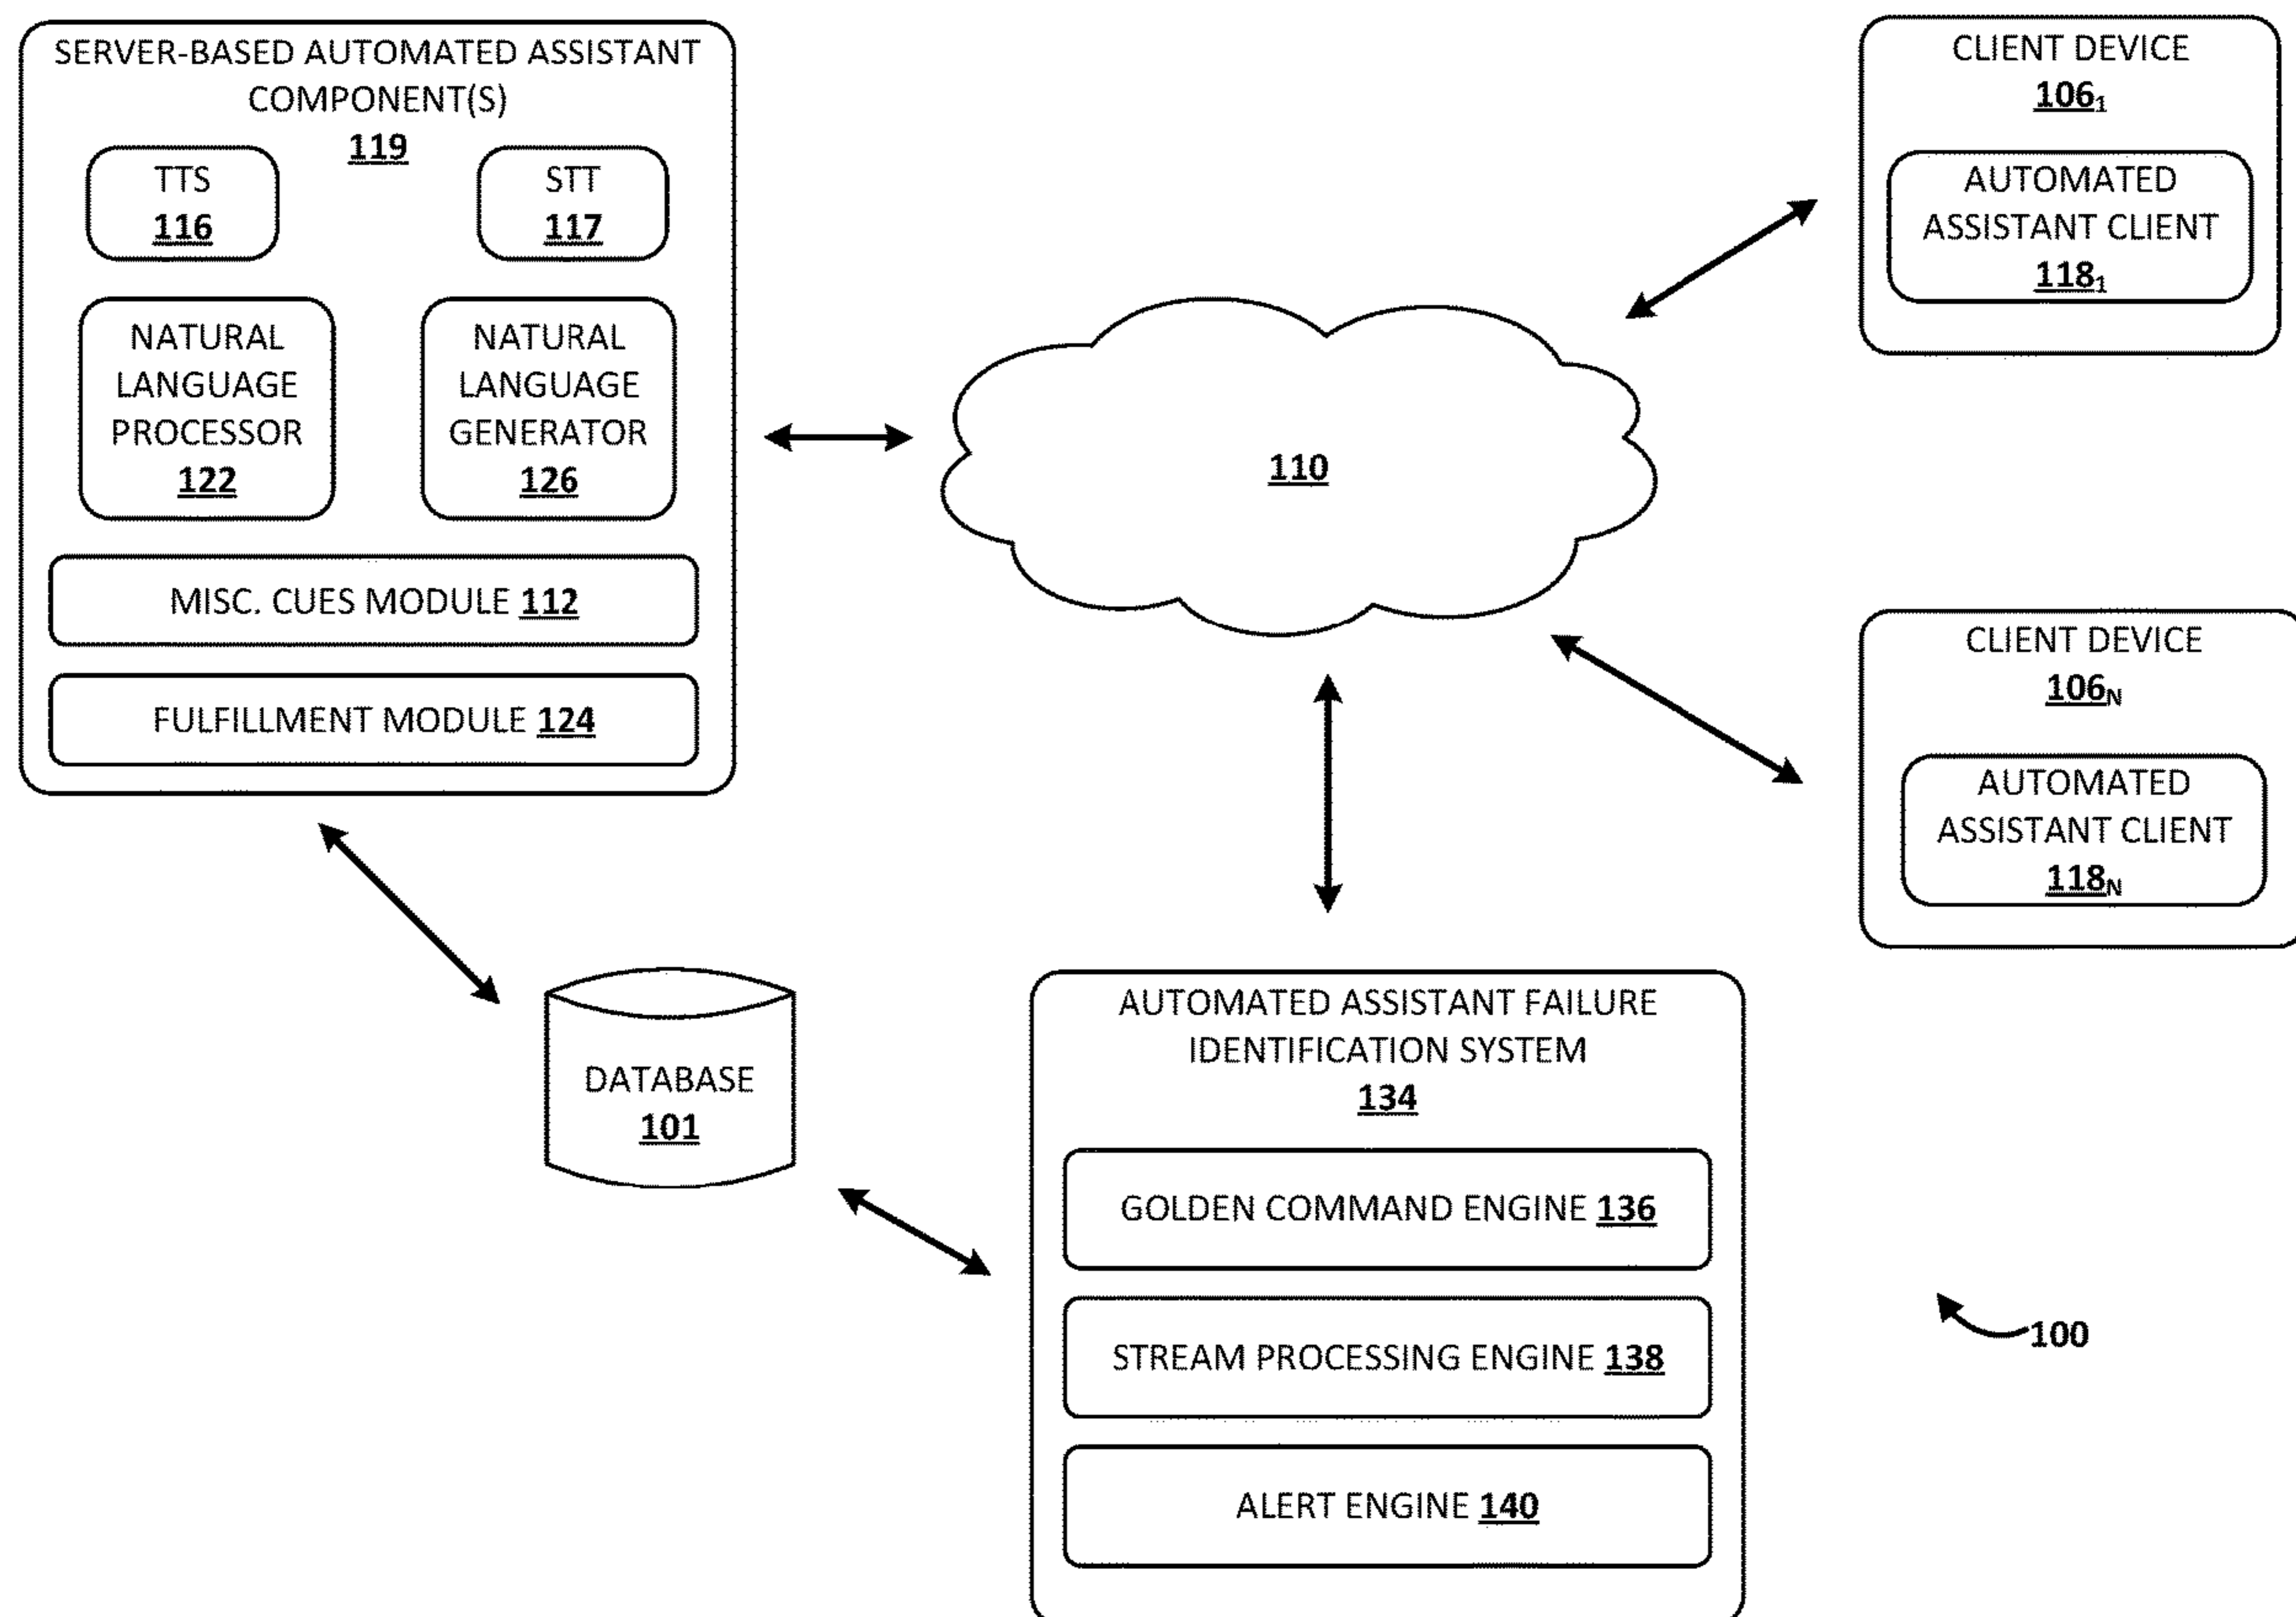 SERVER-BASED AUTOMATED ASSISTANT
COMPONENT(S)
119
TTS
116
STT
117
NATURAL
LANGUAGE
PROCESSOR
122
NATURAL
LANGUAGE
GENERATOR
126
MISC. CUES MODULE 112
FULFILLMENT MODULE 124
110
CLIENT DEVICE
106₁
AUTOMATED
ASSISTANT CLIENT
118₁
CLIENT DEVICE
106ₙ
AUTOMATED
ASSISTANT CLIENT
118ₙ
DATABASE
101
AUTOMATED ASSISTANT FAILURE
IDENTIFICATION SYSTEM
134
GOLDEN COMMAND ENGINE 136
STREAM PROCESSING ENGINE 138
ALERT ENGINE 140
100